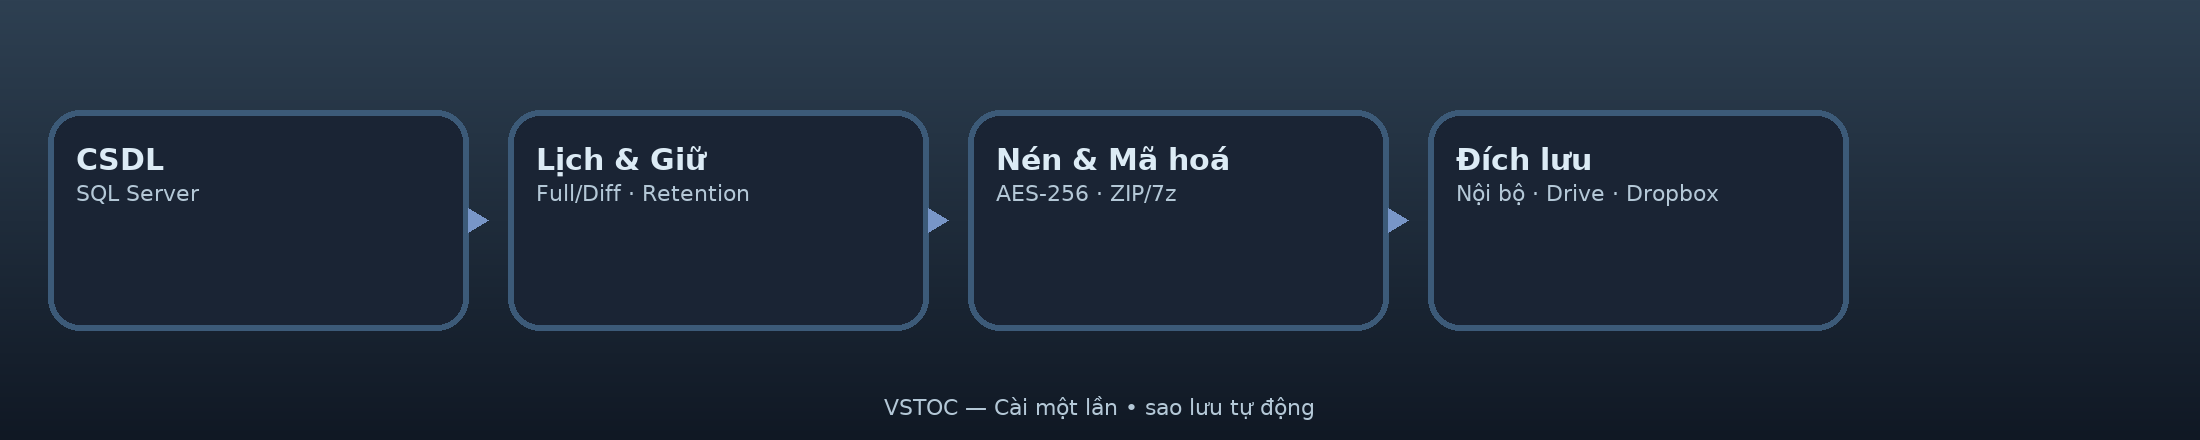 CSDL
SQL Server
Lịch & Giữ
Full/Diff · Retention
Nén & Mã hoá
AES-256 · ZIP/7z
Đích lưu
Nội bộ · Drive · Dropbox
VSTOC — Cài một lần • sao lưu tự động